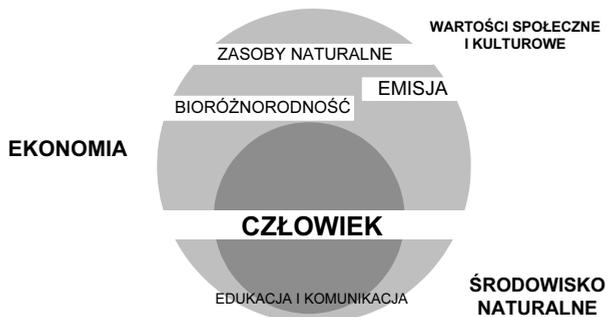 WARTOŚCI SPOŁECZNE
I KULTUROWE
ZASOBY NATURALNE
EMISJA
BIORÓŻNORODNOŚĆ
EKONOMIA
CZŁOWIEK
ŚRODOWISKO
NATURALNE
EDUKACJA I KOMUNIKACJA